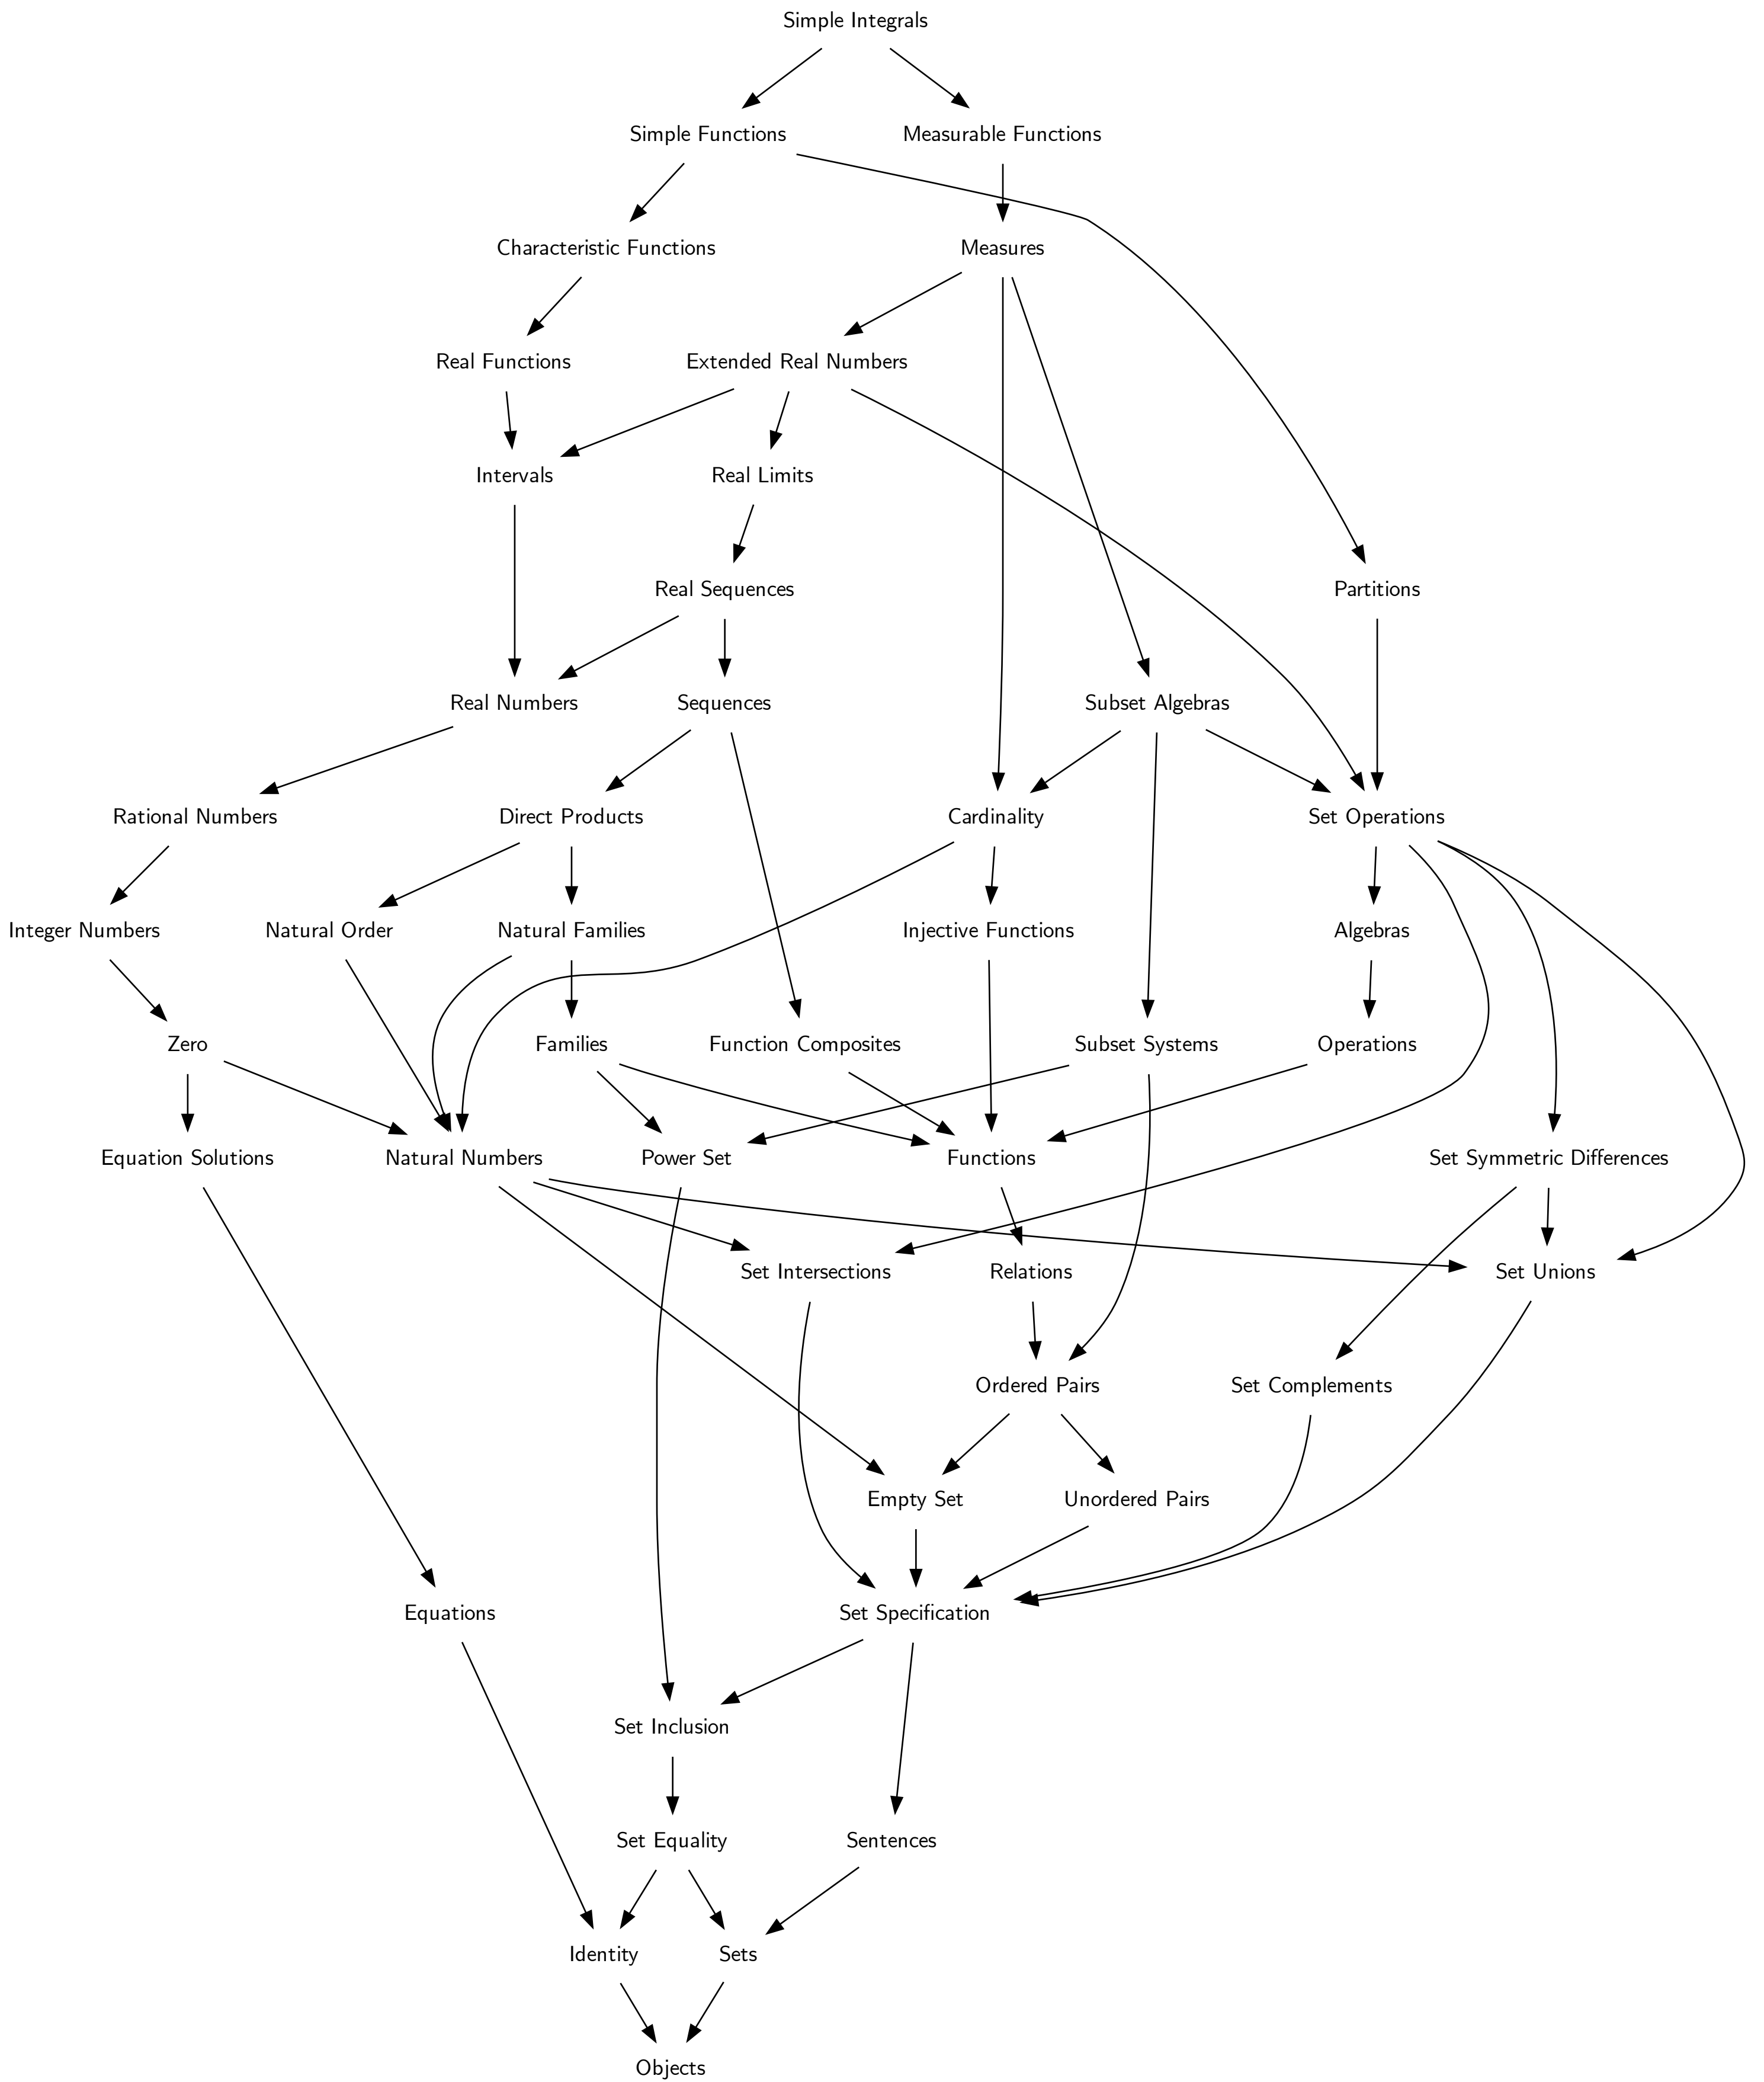 Simple Integrals
Simple Functions
Measurable Functions
Characteristic Functions
Measures
Real Functions
Extended Real Numbers
Intervals
Real Limits
Real Sequences
Partitions
Real Numbers
Sequences
Subset Algebras
Rational Numbers
Direct Products
Cardinality
Set Operations
Integer Numbers
Natural Order
Natural Families
Injective Functions
Algebras
Zero
Families
Function Composites
Subset Systems
Operations
Equation Solutions
Natural Numbers
Power Set
Functions
Set Symmetric Differences
Set Intersections
Relations
Set Unions
Ordered Pairs
Set Complements
Empty Set
Unordered Pairs
Equations
Set Specification
Set Inclusion
Set Equality
Sentences
Identity
Sets
Objects